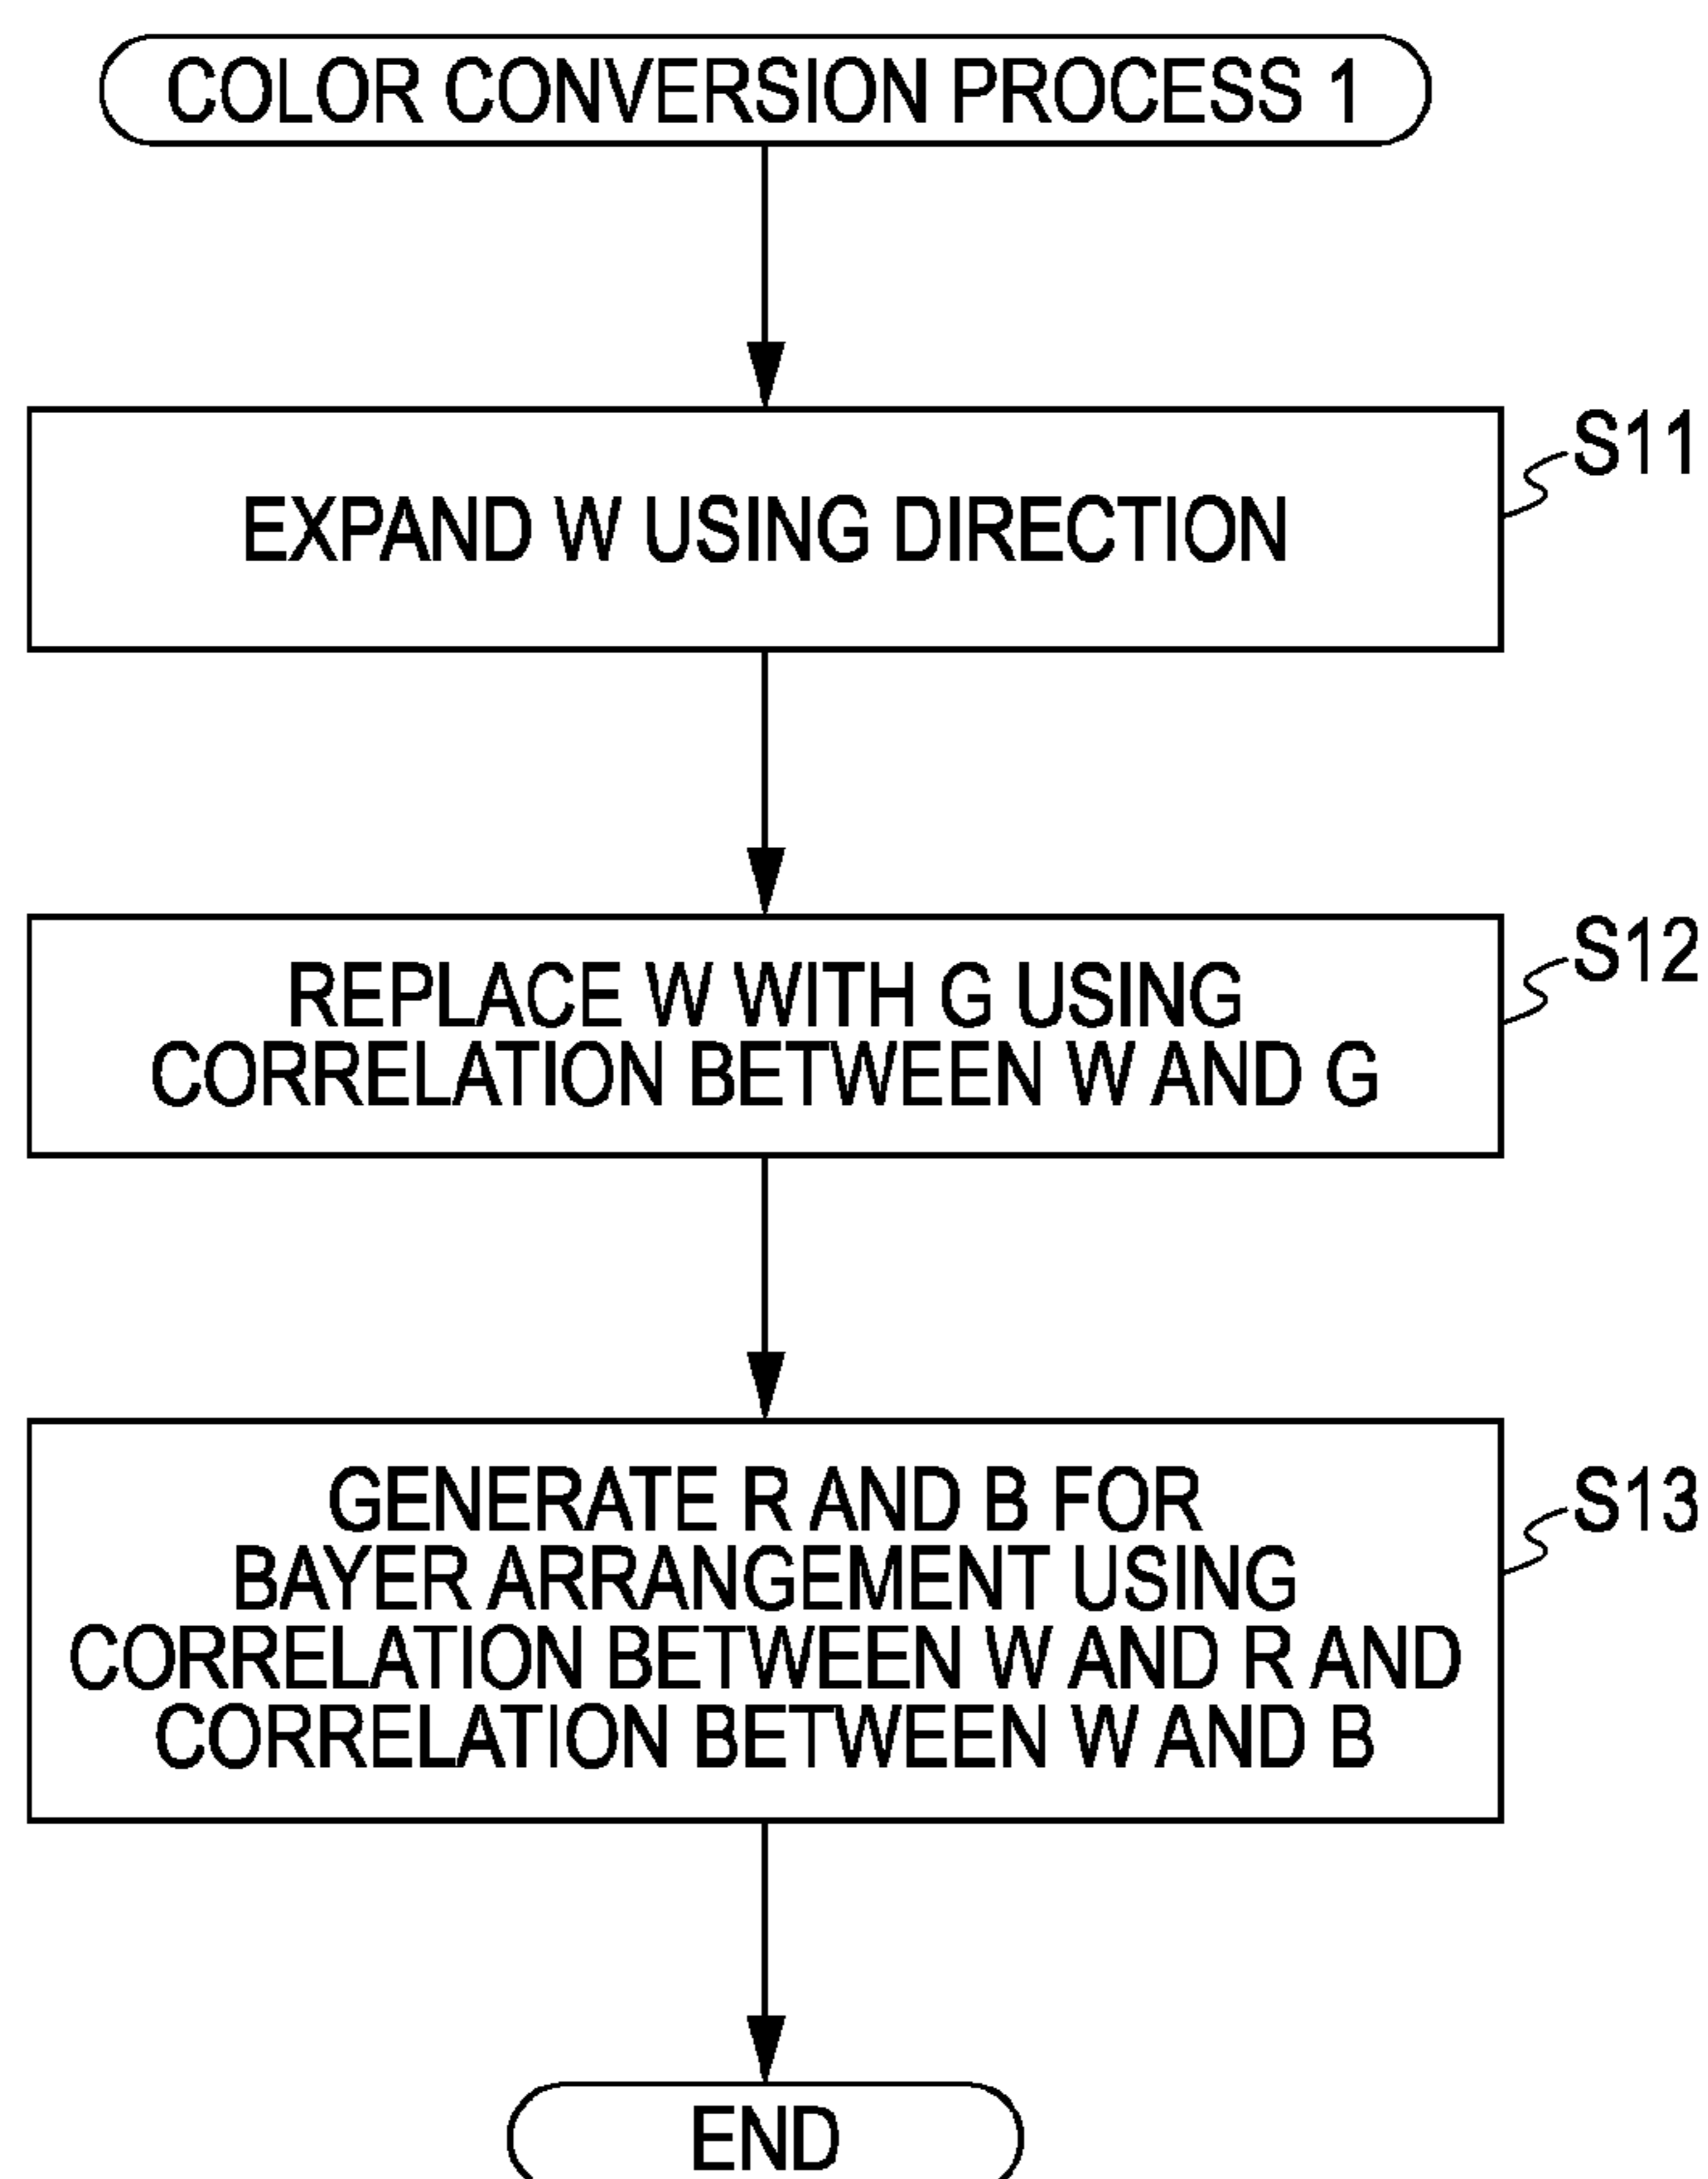 COLOR CONVERSION PROCESS 1
S11
EXPAND W USING DIRECTION
S12
REPLACE W WITH G USING
CORRELATION BETWEEN W AND G
S13
GENERATE R AND B FOR
BAYER ARRANGEMENT USING
CORRELATION BETWEEN W AND R AND
CORRELATION BETWEEN W AND B
END